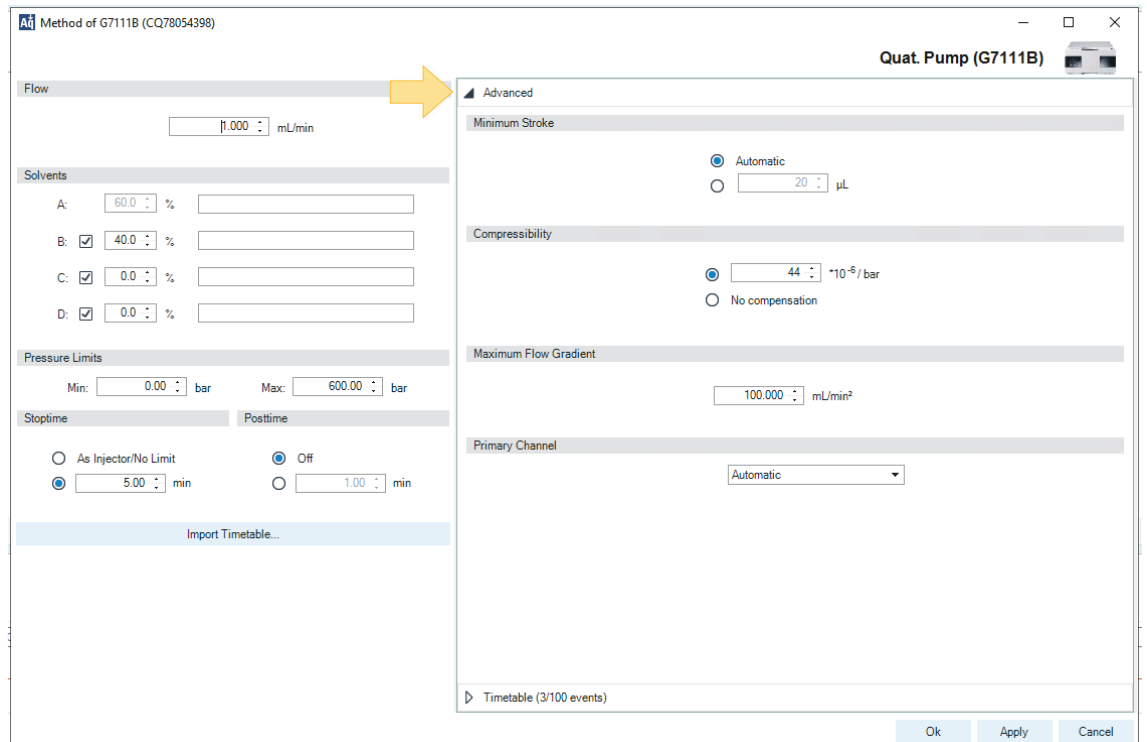 Method of G7111B (CQ78054398)
Quat. Pump (G7111B)
Flow
1.000 mL/min
Solvents
A: 60.0 %
B: 40.0 %
C: 0.0 %
D: 0.0 %
Pressure Limits
Min: 0.00 bar Max: 600.00 bar
Stoptime Posttime
As Injector/No Limit Off
5.00 min 1.00 min
Import Timetable...
Advanced
Minimum Stroke
Automatic
20 µL
Compressibility
44 *10⁻⁶/ bar
No compensation
Maximum Flow Gradient
100.000 mL/min²
Primary Channel
Automatic
Timetable (3/100 events)
Ok Apply Cancel